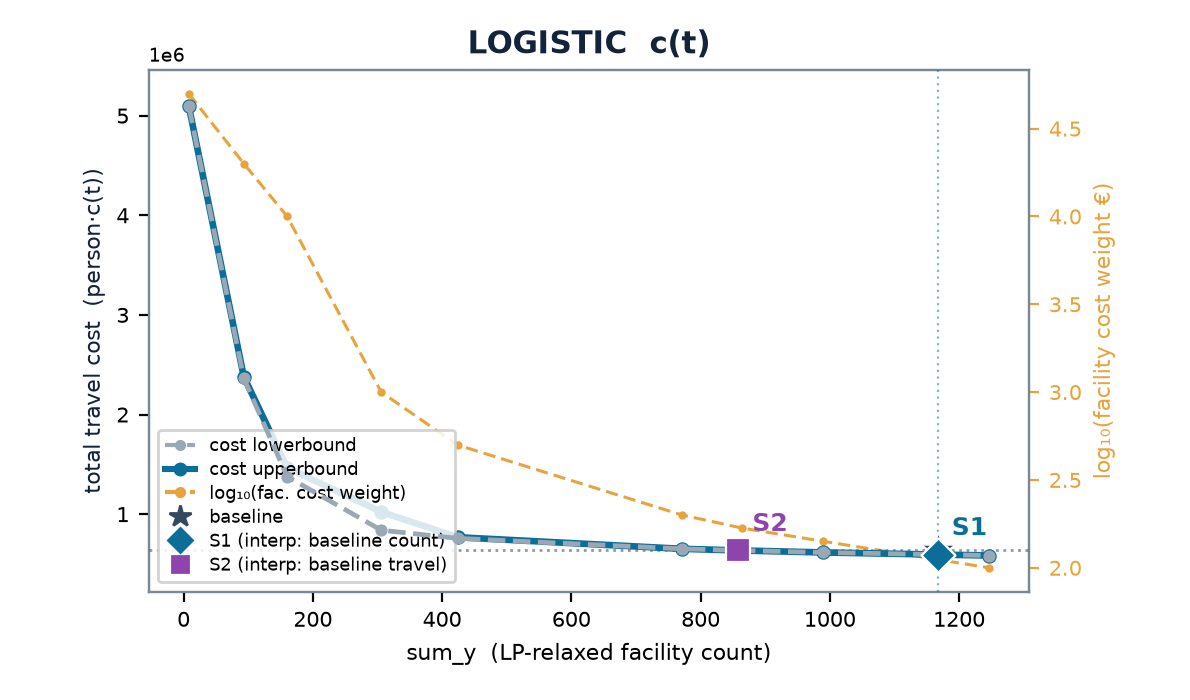 LOGISTIC c(t)
1e6
5
4
3
2
1
total travel cost (person·c(t))
4.5
4.0
3.5
3.0
2.5
2.0
log₁₀(facility cost weight €)
S2
S1
cost lowerbound
cost upperbound
log₁₀(fac. cost weight)
baseline
S1 (interp: baseline count)
S2 (interp: baseline travel)
0 200 400 600 800 1000 1200
sum_y (LP-relaxed facility count)